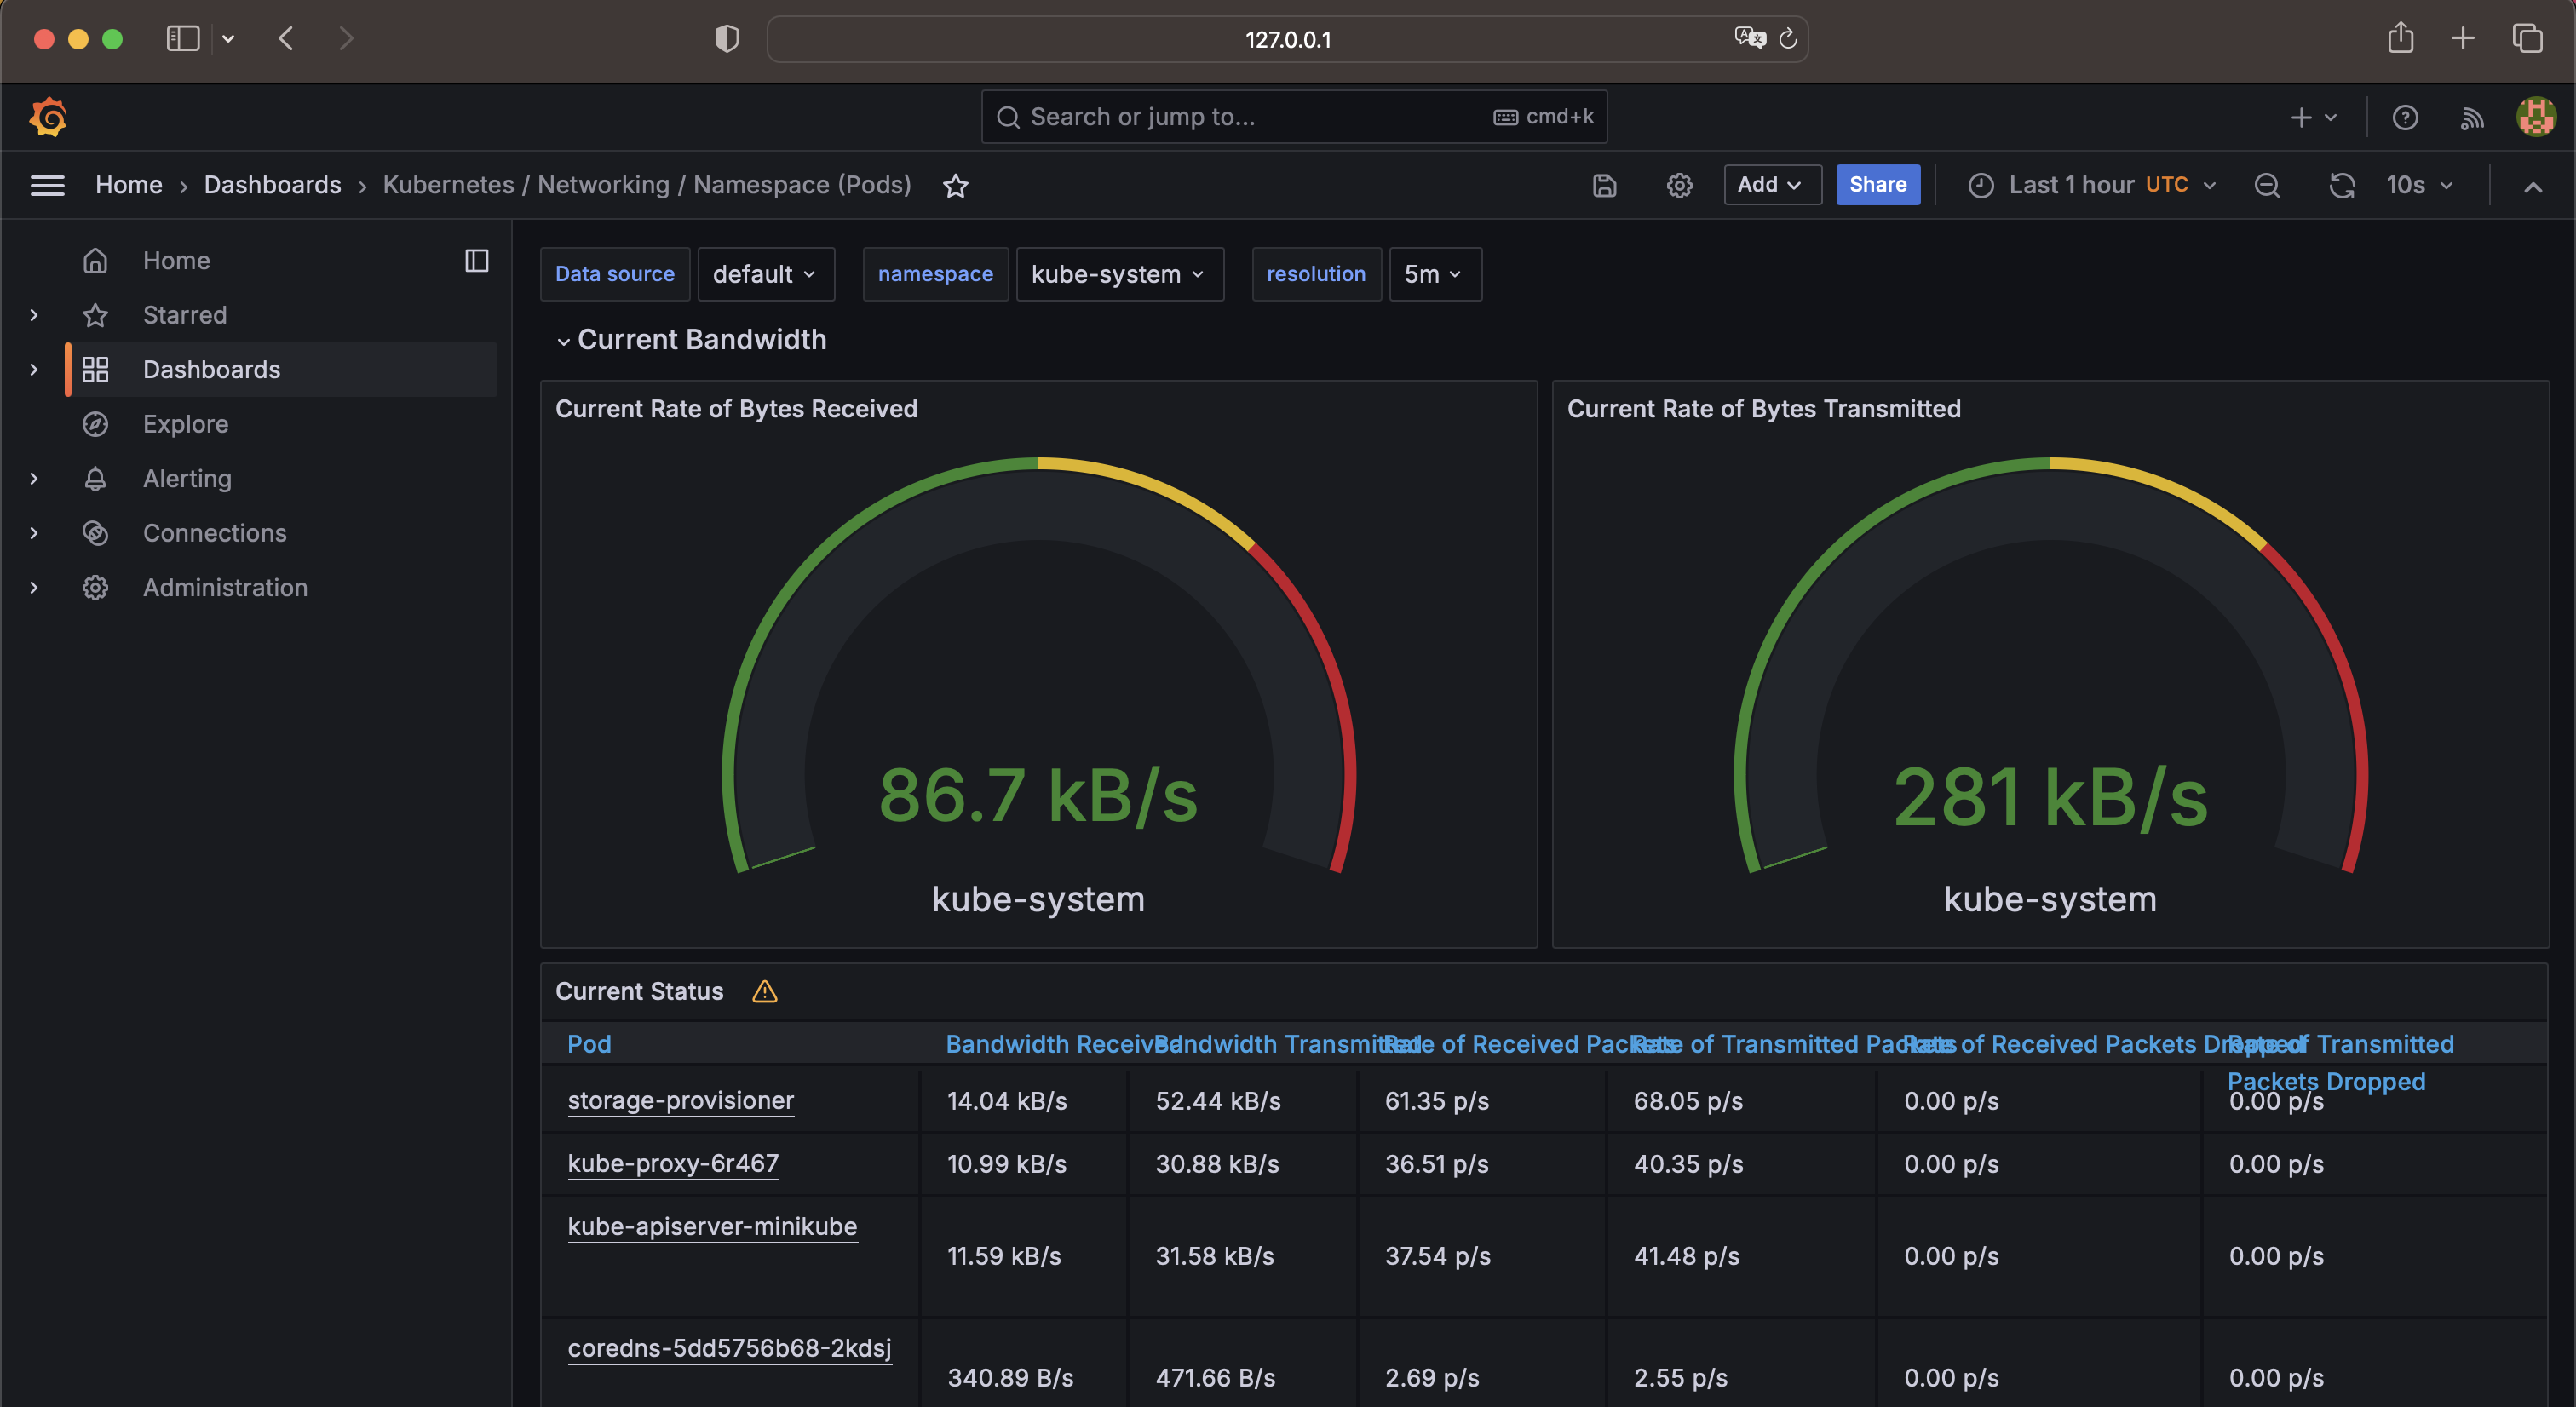 127.0.0.1
Search or jump to...
cmd+k
Home › Dashboards › Kubernetes / Networking / Namespace (Pods)
Add
Share
Last 1 hour UTC
10s
Home
Starred
Dashboards
Explore
Alerting
Connections
Administration
Data source default namespace kube-system resolution 5m
Current Bandwidth
Current Rate of Bytes Received
86.7 kB/s
kube-system
Current Rate of Bytes Transmitted
281 kB/s
kube-system
Current Status
Pod Bandwidth Received Bandwidth Transmitted Rate of Received Packets Rate of Transmitted Packets Rate of Received Packets Dropped Rate of Transmitted
Packets Dropped
storage-provisioner 14.04 kB/s 52.44 kB/s 61.35 p/s 68.05 p/s 0.00 p/s 0.00 p/s
kube-proxy-6r467 10.99 kB/s 30.88 kB/s 36.51 p/s 40.35 p/s 0.00 p/s 0.00 p/s
kube-apiserver-minikube 11.59 kB/s 31.58 kB/s 37.54 p/s 41.48 p/s 0.00 p/s 0.00 p/s
coredns-5dd5756b68-2kdsj 340.89 B/s 471.66 B/s 2.69 p/s 2.55 p/s 0.00 p/s 0.00 p/s